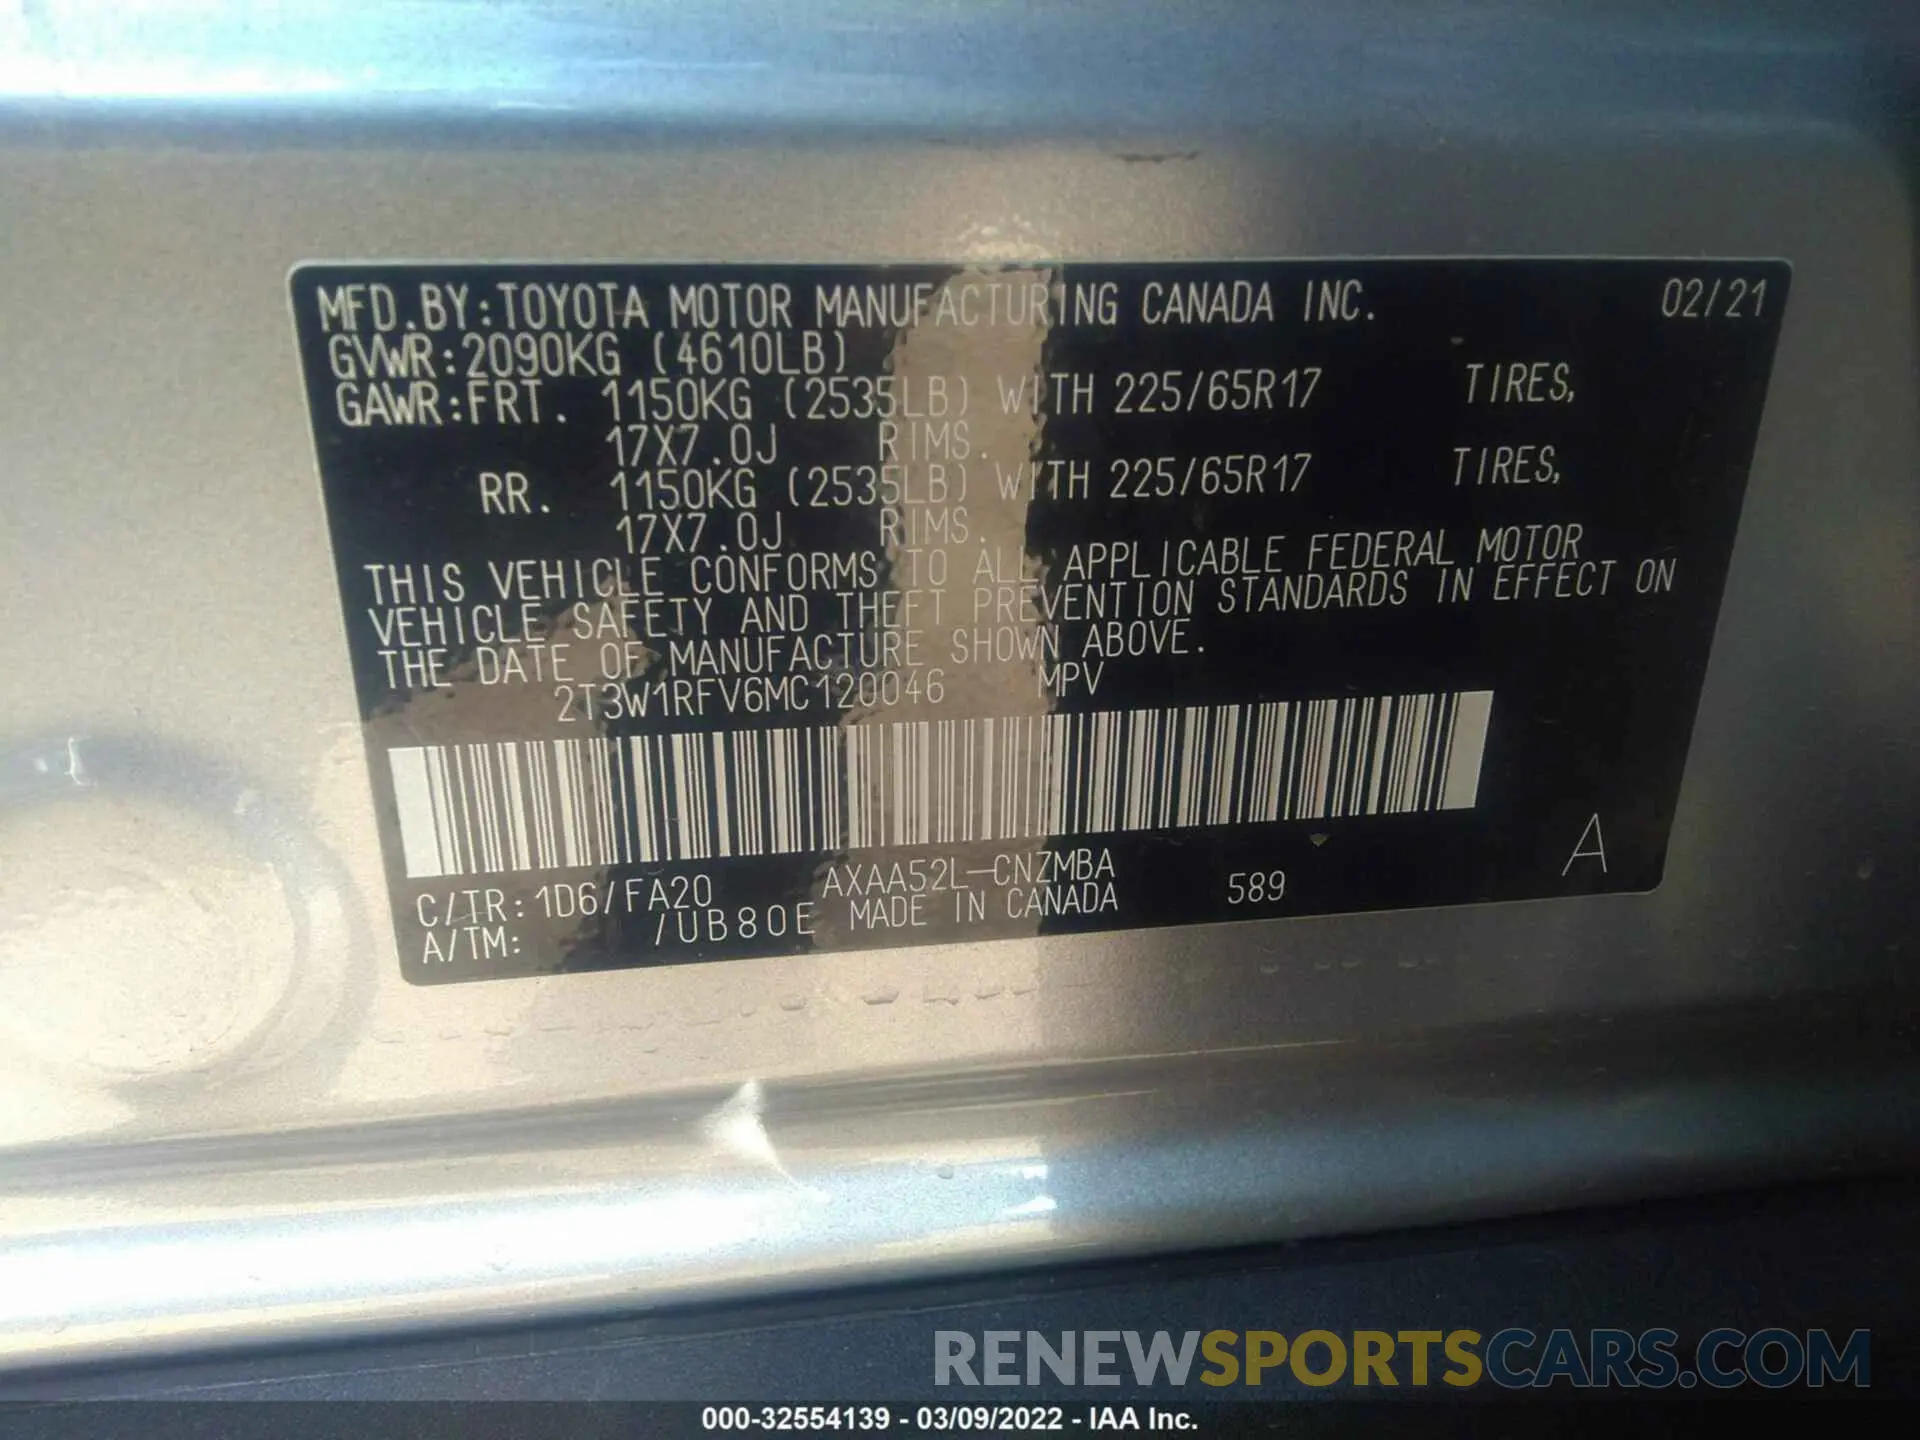 MFD.BY:TOYOTA MOTOR MANUFACTURING CANADA INC. 02/21
GVWR:2090KG (4610LB)
GAWR:FRT. 1150KG (2535LB) WITH 225/65R17 TIRES,
17X7.0J RIMS.
RR. 1150KG (2535LB) WITH 225/65R17 TIRES,
17X7.0J RIMS.
THIS VEHICLE CONFORMS TO ALL APPLICABLE FEDERAL MOTOR
VEHICLE SAFETY AND THEFT PREVENTION STANDARDS IN EFFECT ON
THE DATE OF MANUFACTURE SHOWN ABOVE.
2T3W1RFV6MC120046 MPV
C/TR:1D6/FA20 AXAA52L-CNZMBA 589 A
A/TM: /UB80E MADE IN CANADA
RENEWSPORTSCARS.COM
000-32554139 - 03/09/2022 - IAA Inc.